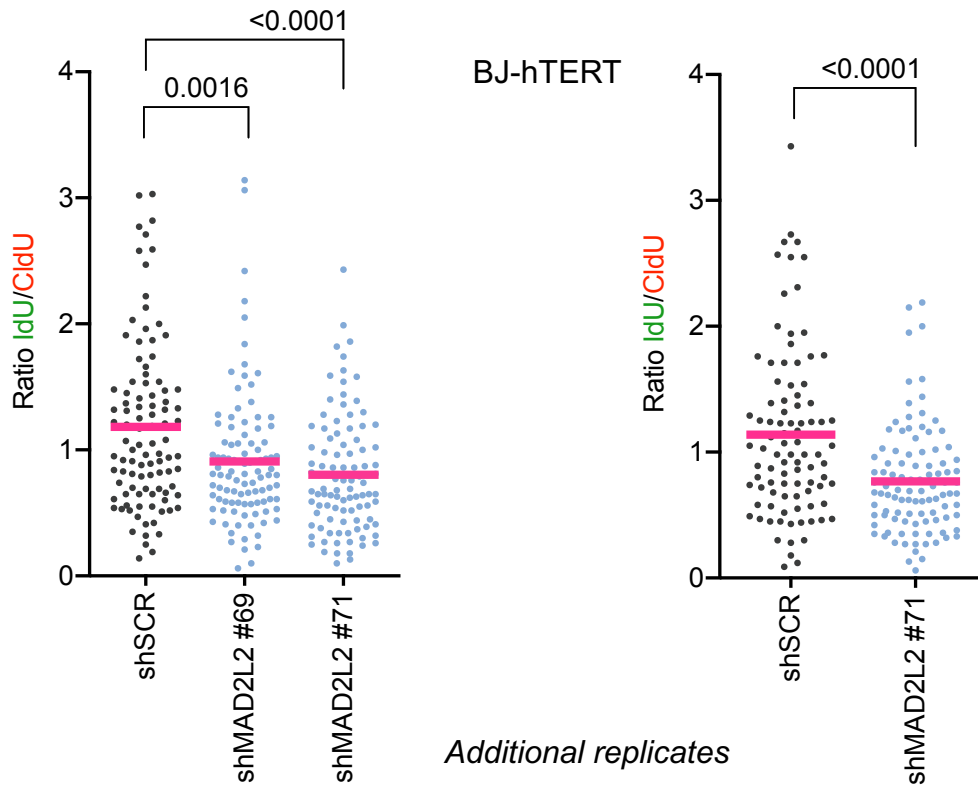 <0.0001
0.0016
4
3
2
1
0
Ratio IdU/CldU
shSCR
shMAD2L2 #69
shMAD2L2 #71
BJ-hTERT
<0.0001
4
3
2
1
0
Ratio IdU/CldU
shSCR
shMAD2L2 #71
Additional replicates